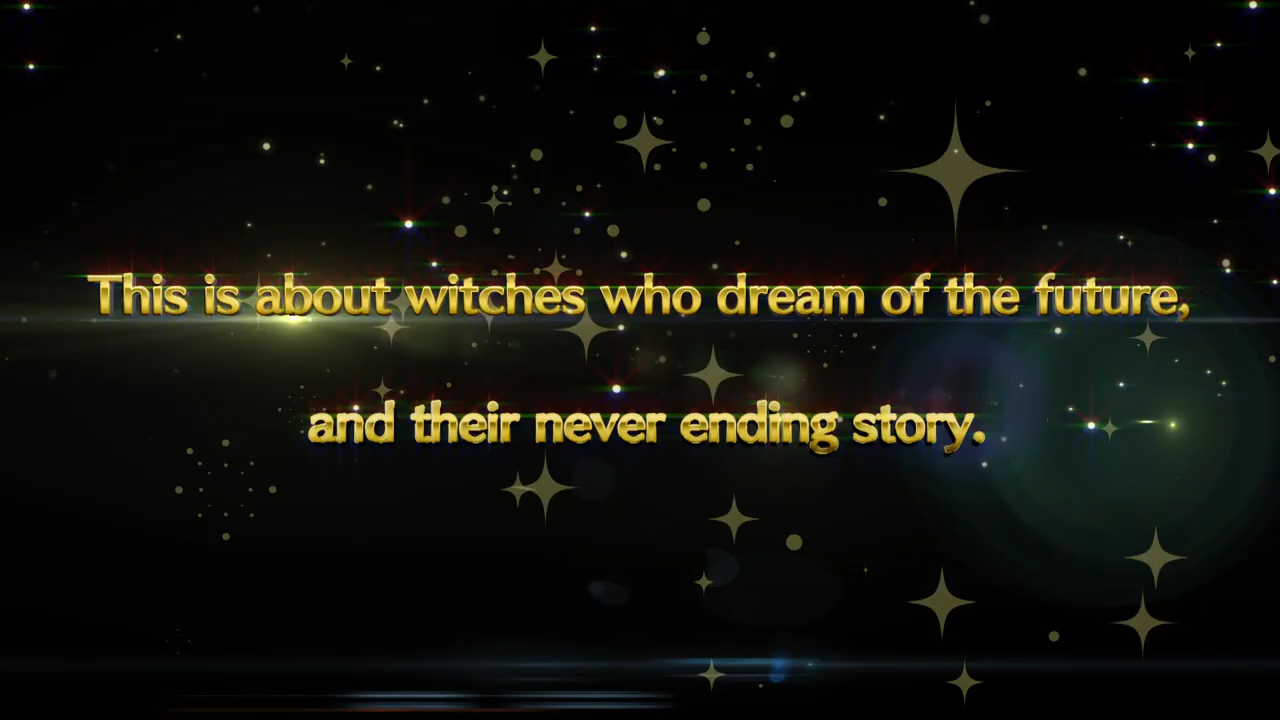 This is about witches who dream of the future,
and their never ending story.